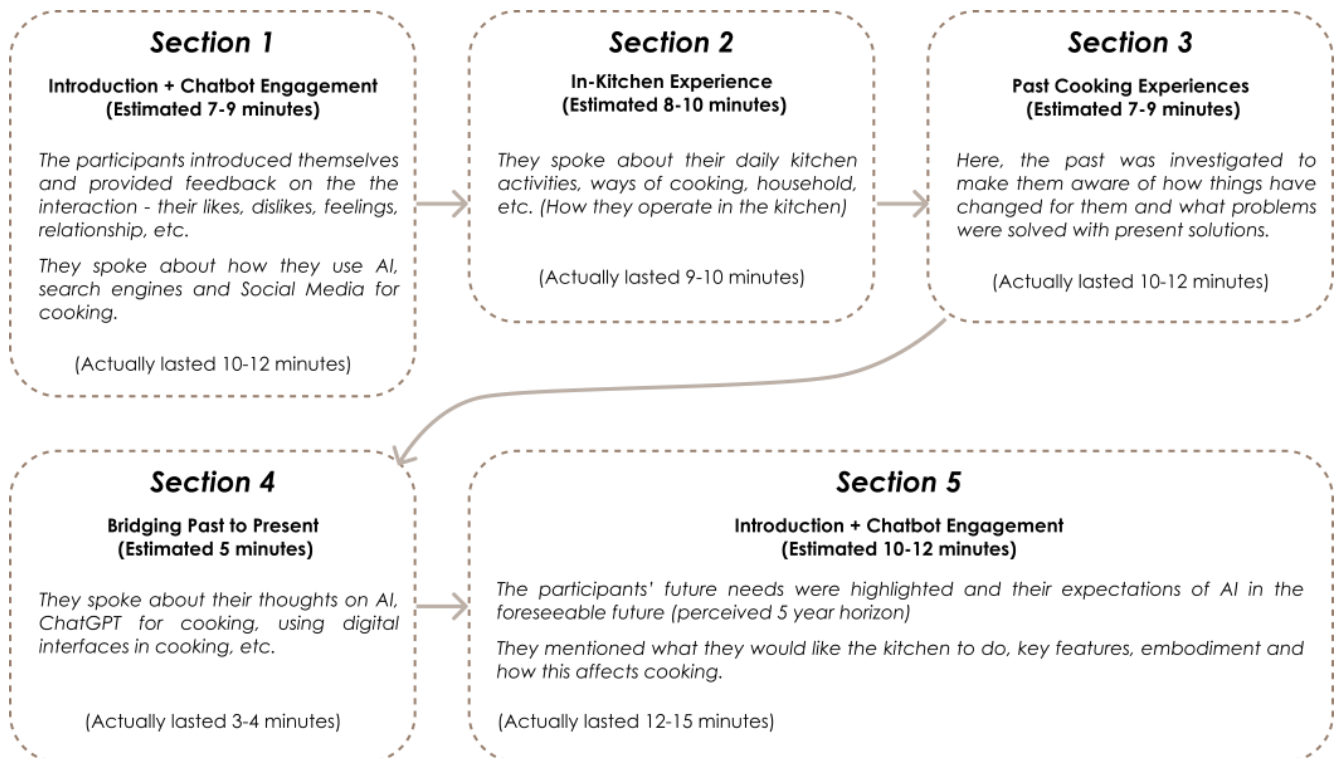 Section 1
Introduction + Chatbot Engagement
(Estimated 7-9 minutes)
The participants introduced themselves
and provided feedback on the the
interaction - their likes, dislikes, feelings,
relationship, etc.
They spoke about how they use AI,
search engines and Social Media for
cooking.
(Actually lasted 10-12 minutes)
Section 2
In-Kitchen Experience
(Estimated 8-10 minutes)
They spoke about their daily kitchen
activities, ways of cooking, household,
etc. (How they operate in the kitchen)
(Actually lasted 9-10 minutes)
Section 3
Past Cooking Experiences
(Estimated 7-9 minutes)
Here, the past was investigated to
make them aware of how things have
changed for them and what problems
were solved with present solutions.
(Actually lasted 10-12 minutes)
Section 4
Bridging Past to Present
(Estimated 5 minutes)
They spoke about their thoughts on AI,
ChatGPT for cooking, using digital
interfaces in cooking, etc.
(Actually lasted 3-4 minutes)
Section 5
Introduction + Chatbot Engagement
(Estimated 10-12 minutes)
The participants' future needs were highlighted and their expectations of AI in the
foreseeable future (perceived 5 year horizon)
They mentioned what they would like the kitchen to do, key features, embodiment and
how this affects cooking.
(Actually lasted 12-15 minutes)